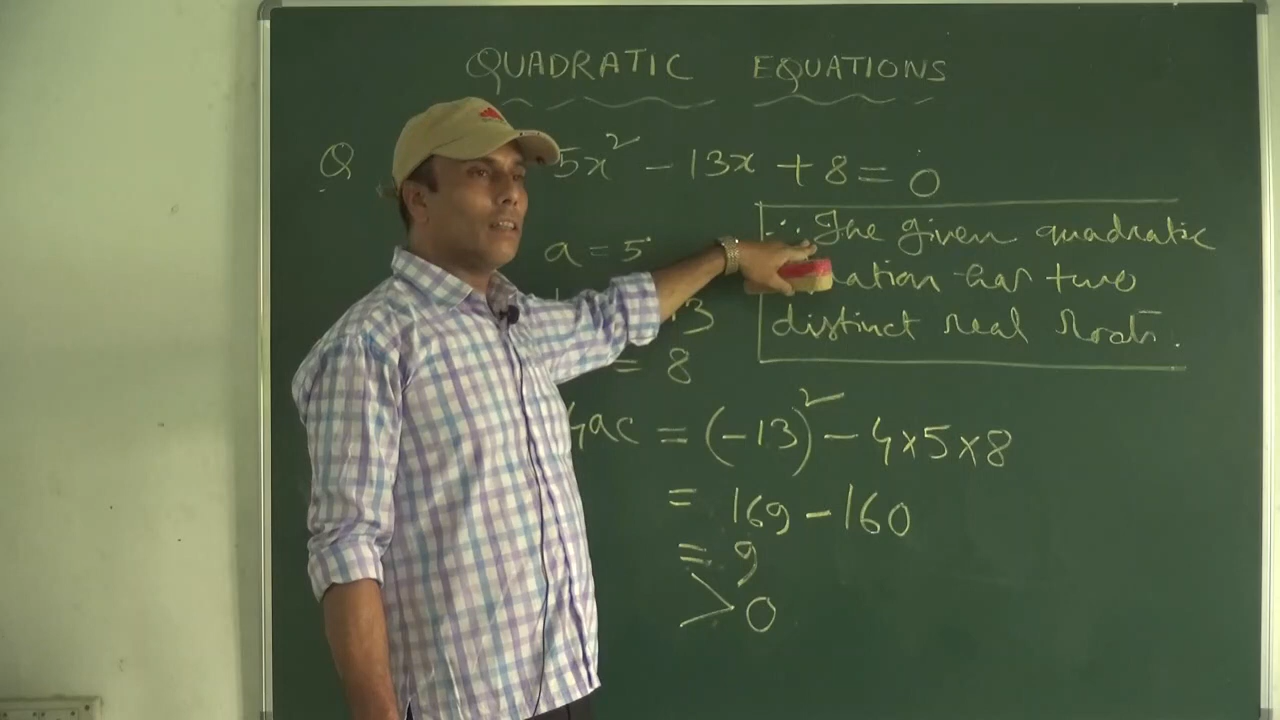 QUADRATIC EQUATIONS
Q 5x² - 13x + 8 = 0
∴ The given quadratic
a = 5
has two
13
distinct real roots.
= 8
4ac = (-13)² - 4×5×8
= 169 - 160
= 9
> 0